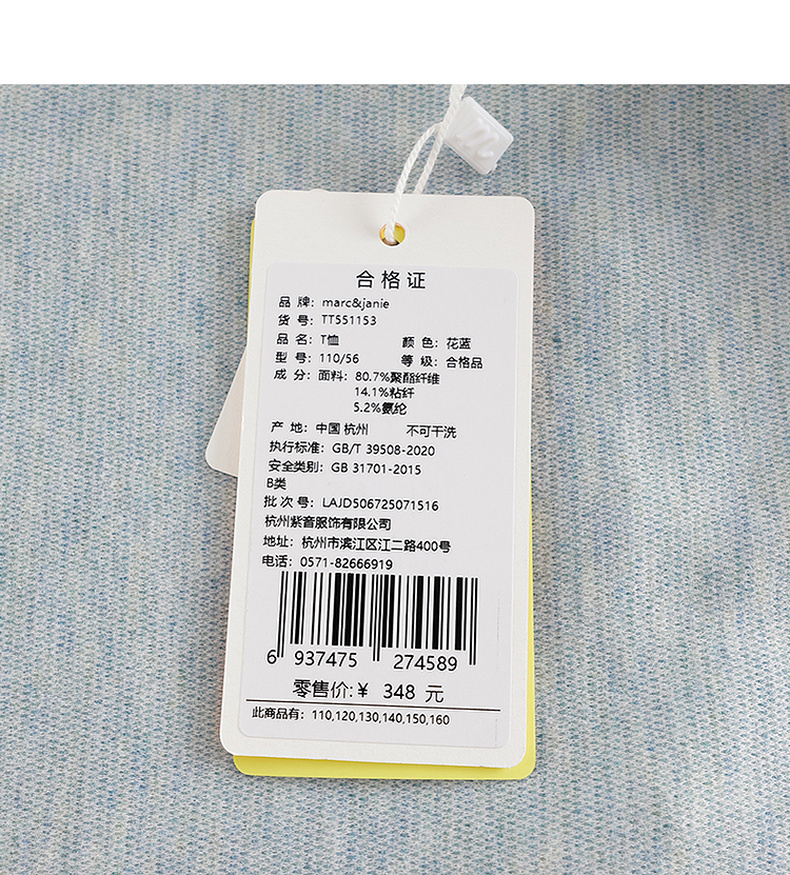 合格证
品 牌：marc&janie
货 号：TT551153
品 名：T恤 颜 色：花蓝
型 号：110/56 等 级：合格品
成 分：面料：80.7%聚酯纤维
14.1%粘纤
5.2%氨纶
产 地：中国 杭州 不可干洗
执行标准：GB/T 39508-2020
安全类别：GB 31701-2015
B类
批 次 号：LAJD506725071516
杭州紫音服饰有限公司
地址：杭州市滨江区江二路400号
电话：0571-82666919
6 937475 274589
零售价:¥ 348 元
此商品有：110,120,130,140,150,160